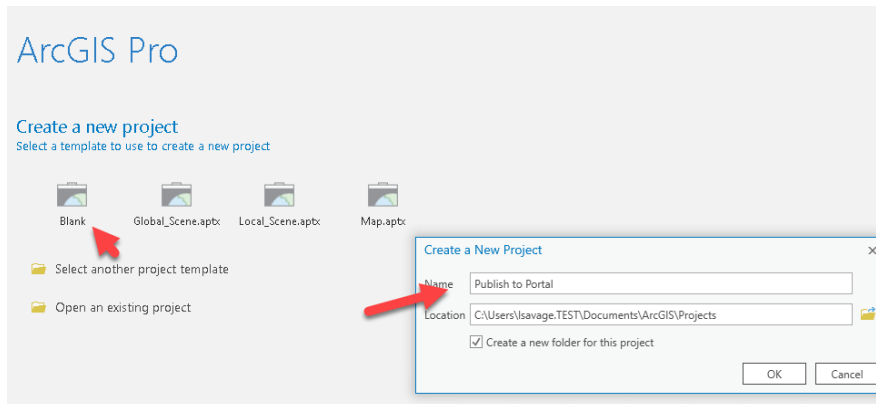 ArcGIS Pro
Create a new project
Select a template to use to create a new project
Blank
Global_Scene.aptx
Local_Scene.aptx
Map.aptx
Select another project template
Open an existing project
Create a New Project
Name
Publish to Portal
Location
C:\Users\lsavage.TEST\Documents\ArcGIS\Projects
Create a new folder for this project
OK
Cancel